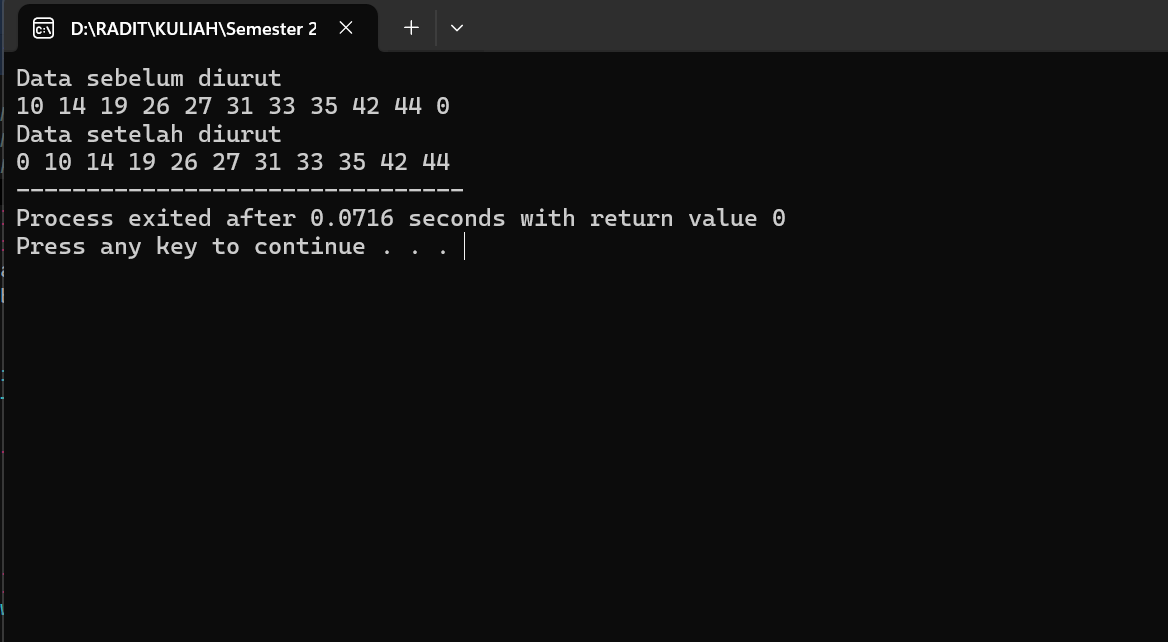 D:\RADIT\KULIAH\Semester 2
Data sebelum diurut
10 14 19 26 27 31 33 35 42 44 0
Data setelah diurut
0 10 14 19 26 27 31 33 35 42 44
--------------------------------
Process exited after 0.0716 seconds with return value 0
Press any key to continue . . .